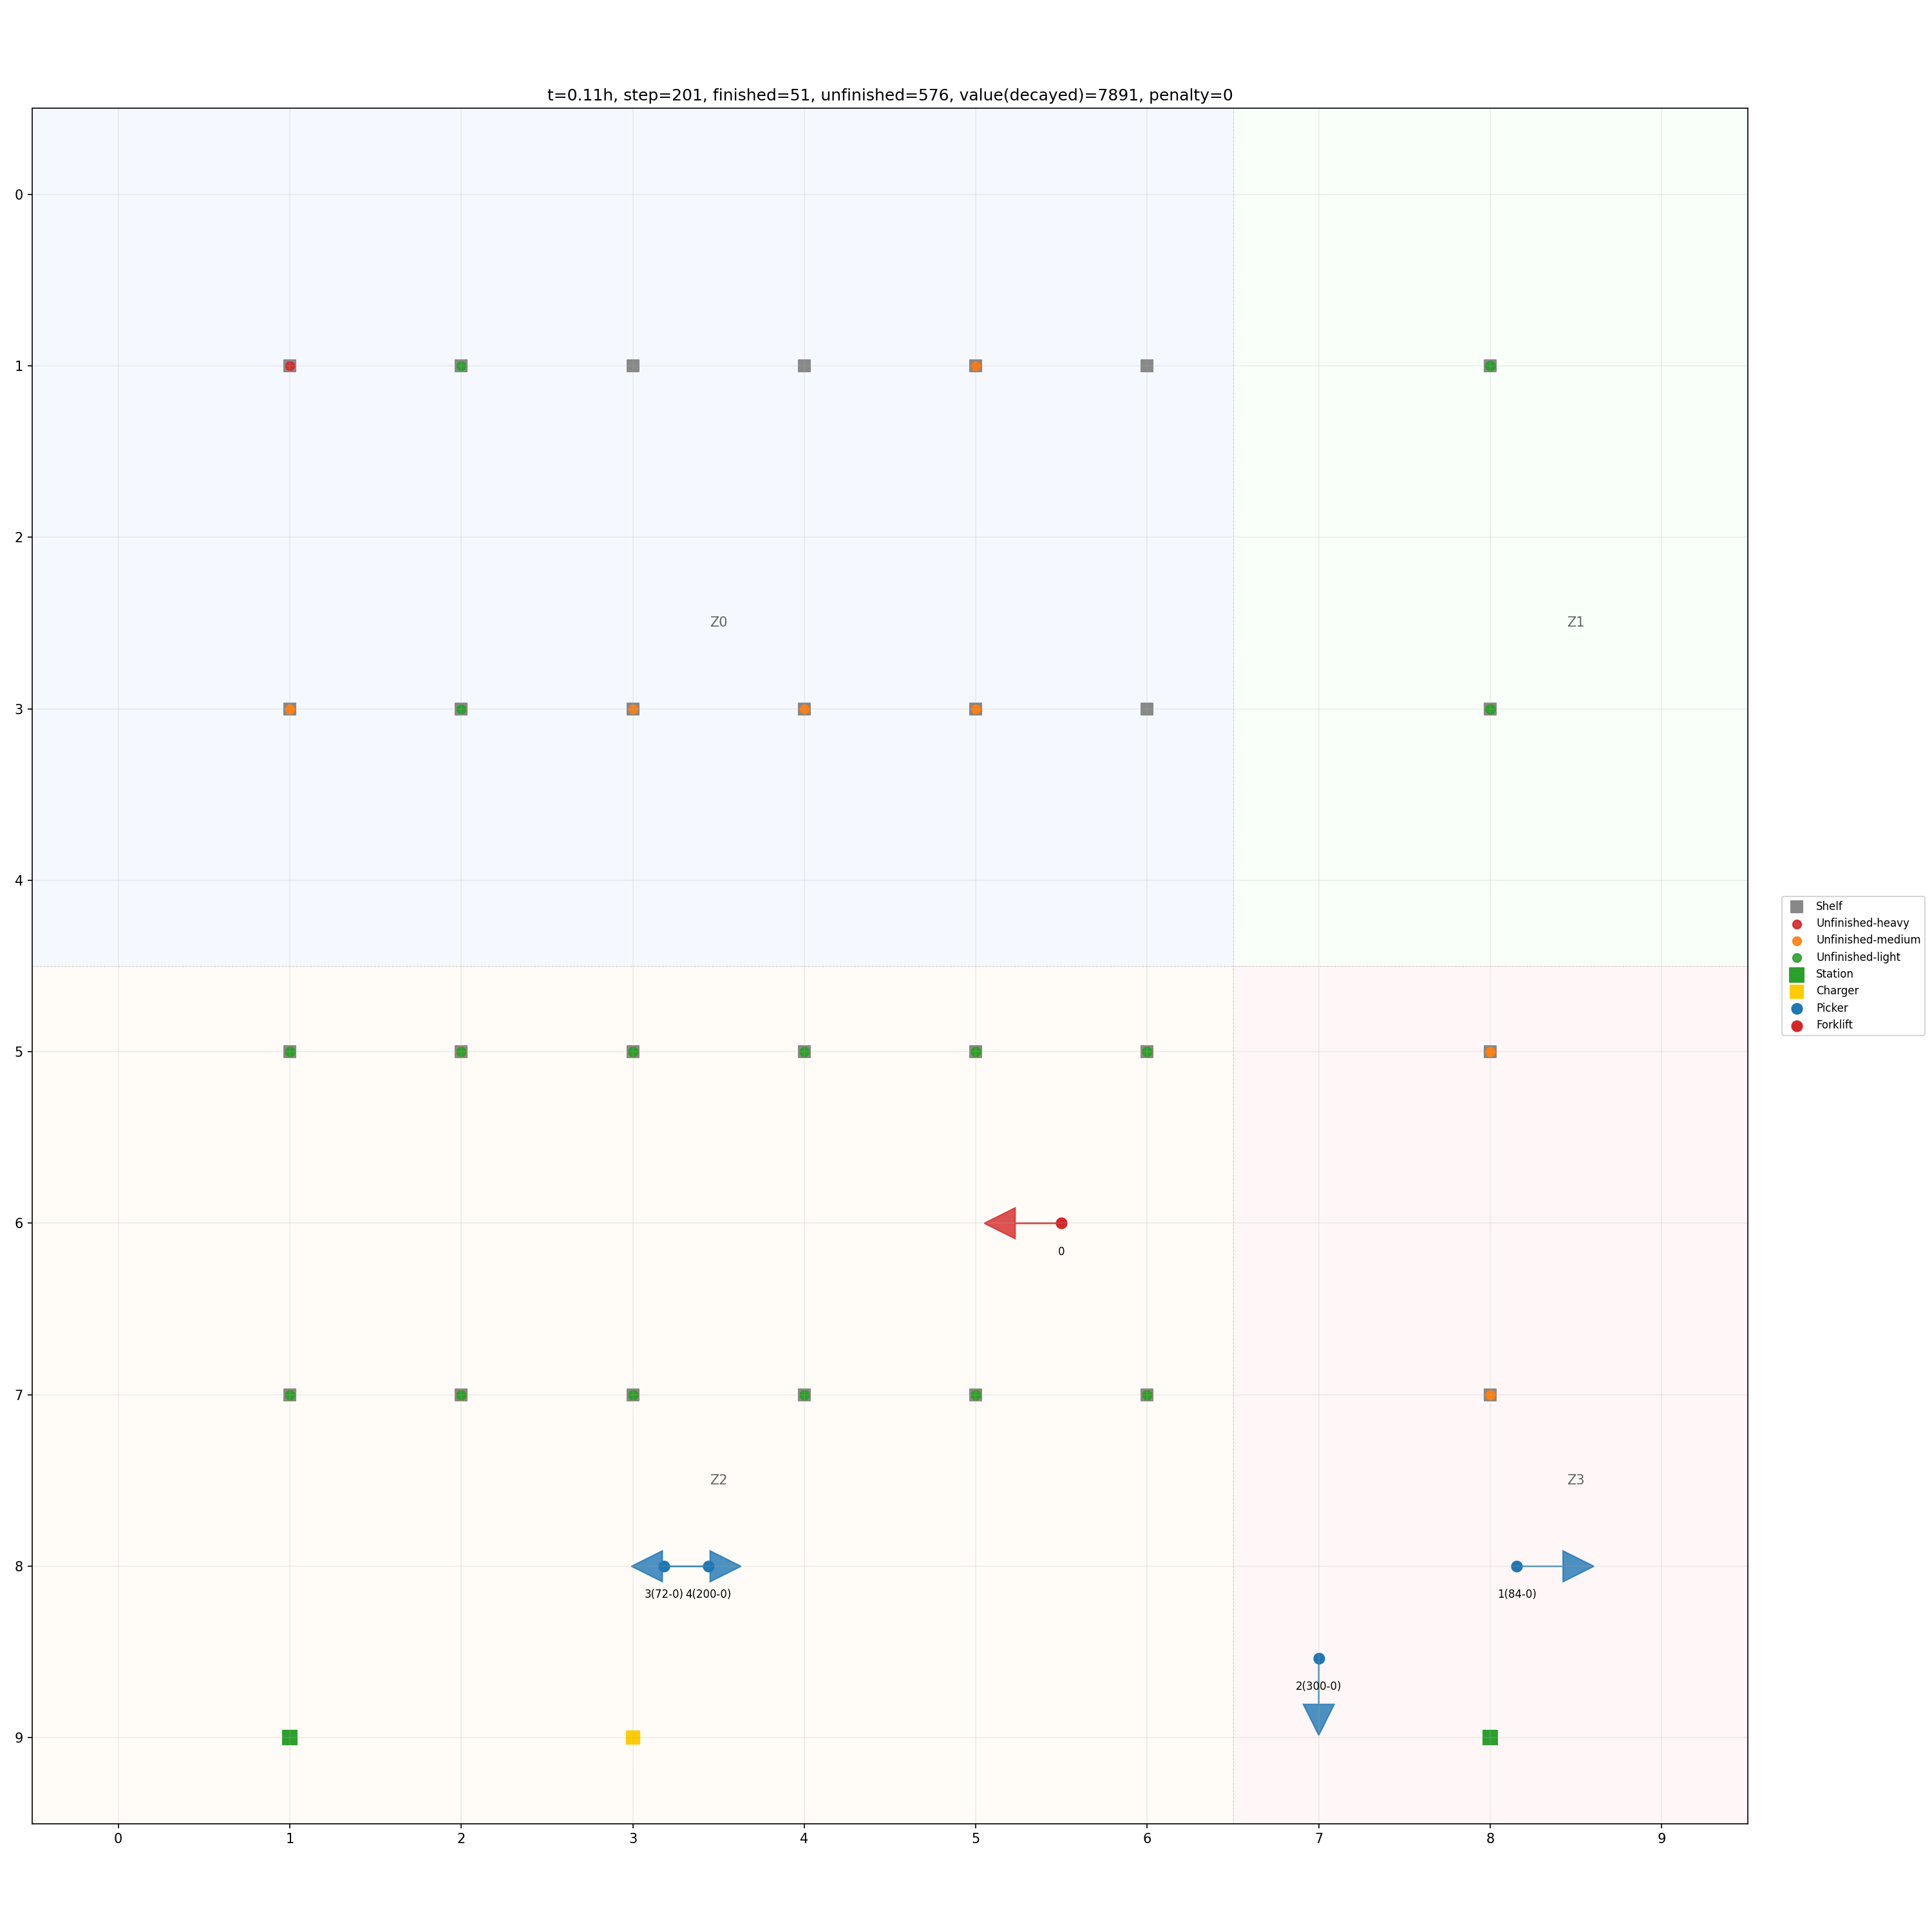 t=0.11h, step=201, finished=51, unfinished=576, value(decayed)=7891, penalty=0
0
1
2
Z0 Z1
3
4
Shelf
Unfinished-heavy
Unfinished-medium
Unfinished-light
Station
Charger
Picker
Forklift
5
6
0
7
Z2 Z3
8
3(72-0) 4(200-0) 1(84-0)
2(300-0)
9
0 1 2 3 4 5 6 7 8 9